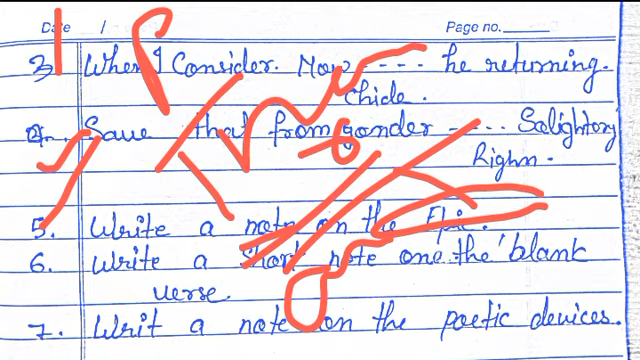 Date / Page no.
3. When I Consider. How ---- he returning.
chide.
4. Save that from yonder ----- Solightory
Righn.
5. Write a note on the Epic.
6. Write a short note one the blank
verse.
7. Writ a note on the poetic devices.